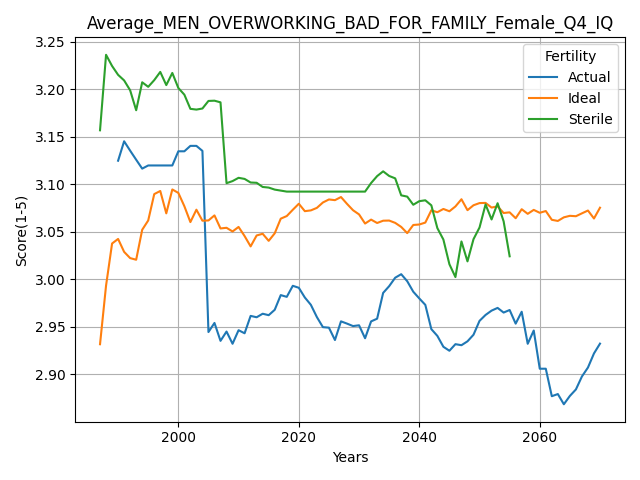 Average_MEN_OVERWORKING_BAD_FOR_FAMILY_Female_Q4_IQ
3.25
3.20
3.15
3.10
3.05
3.00
2.95
2.90
Score(1-5)
Fertility
Actual
Ideal
Sterile
2000
2020
2040
2060
Years